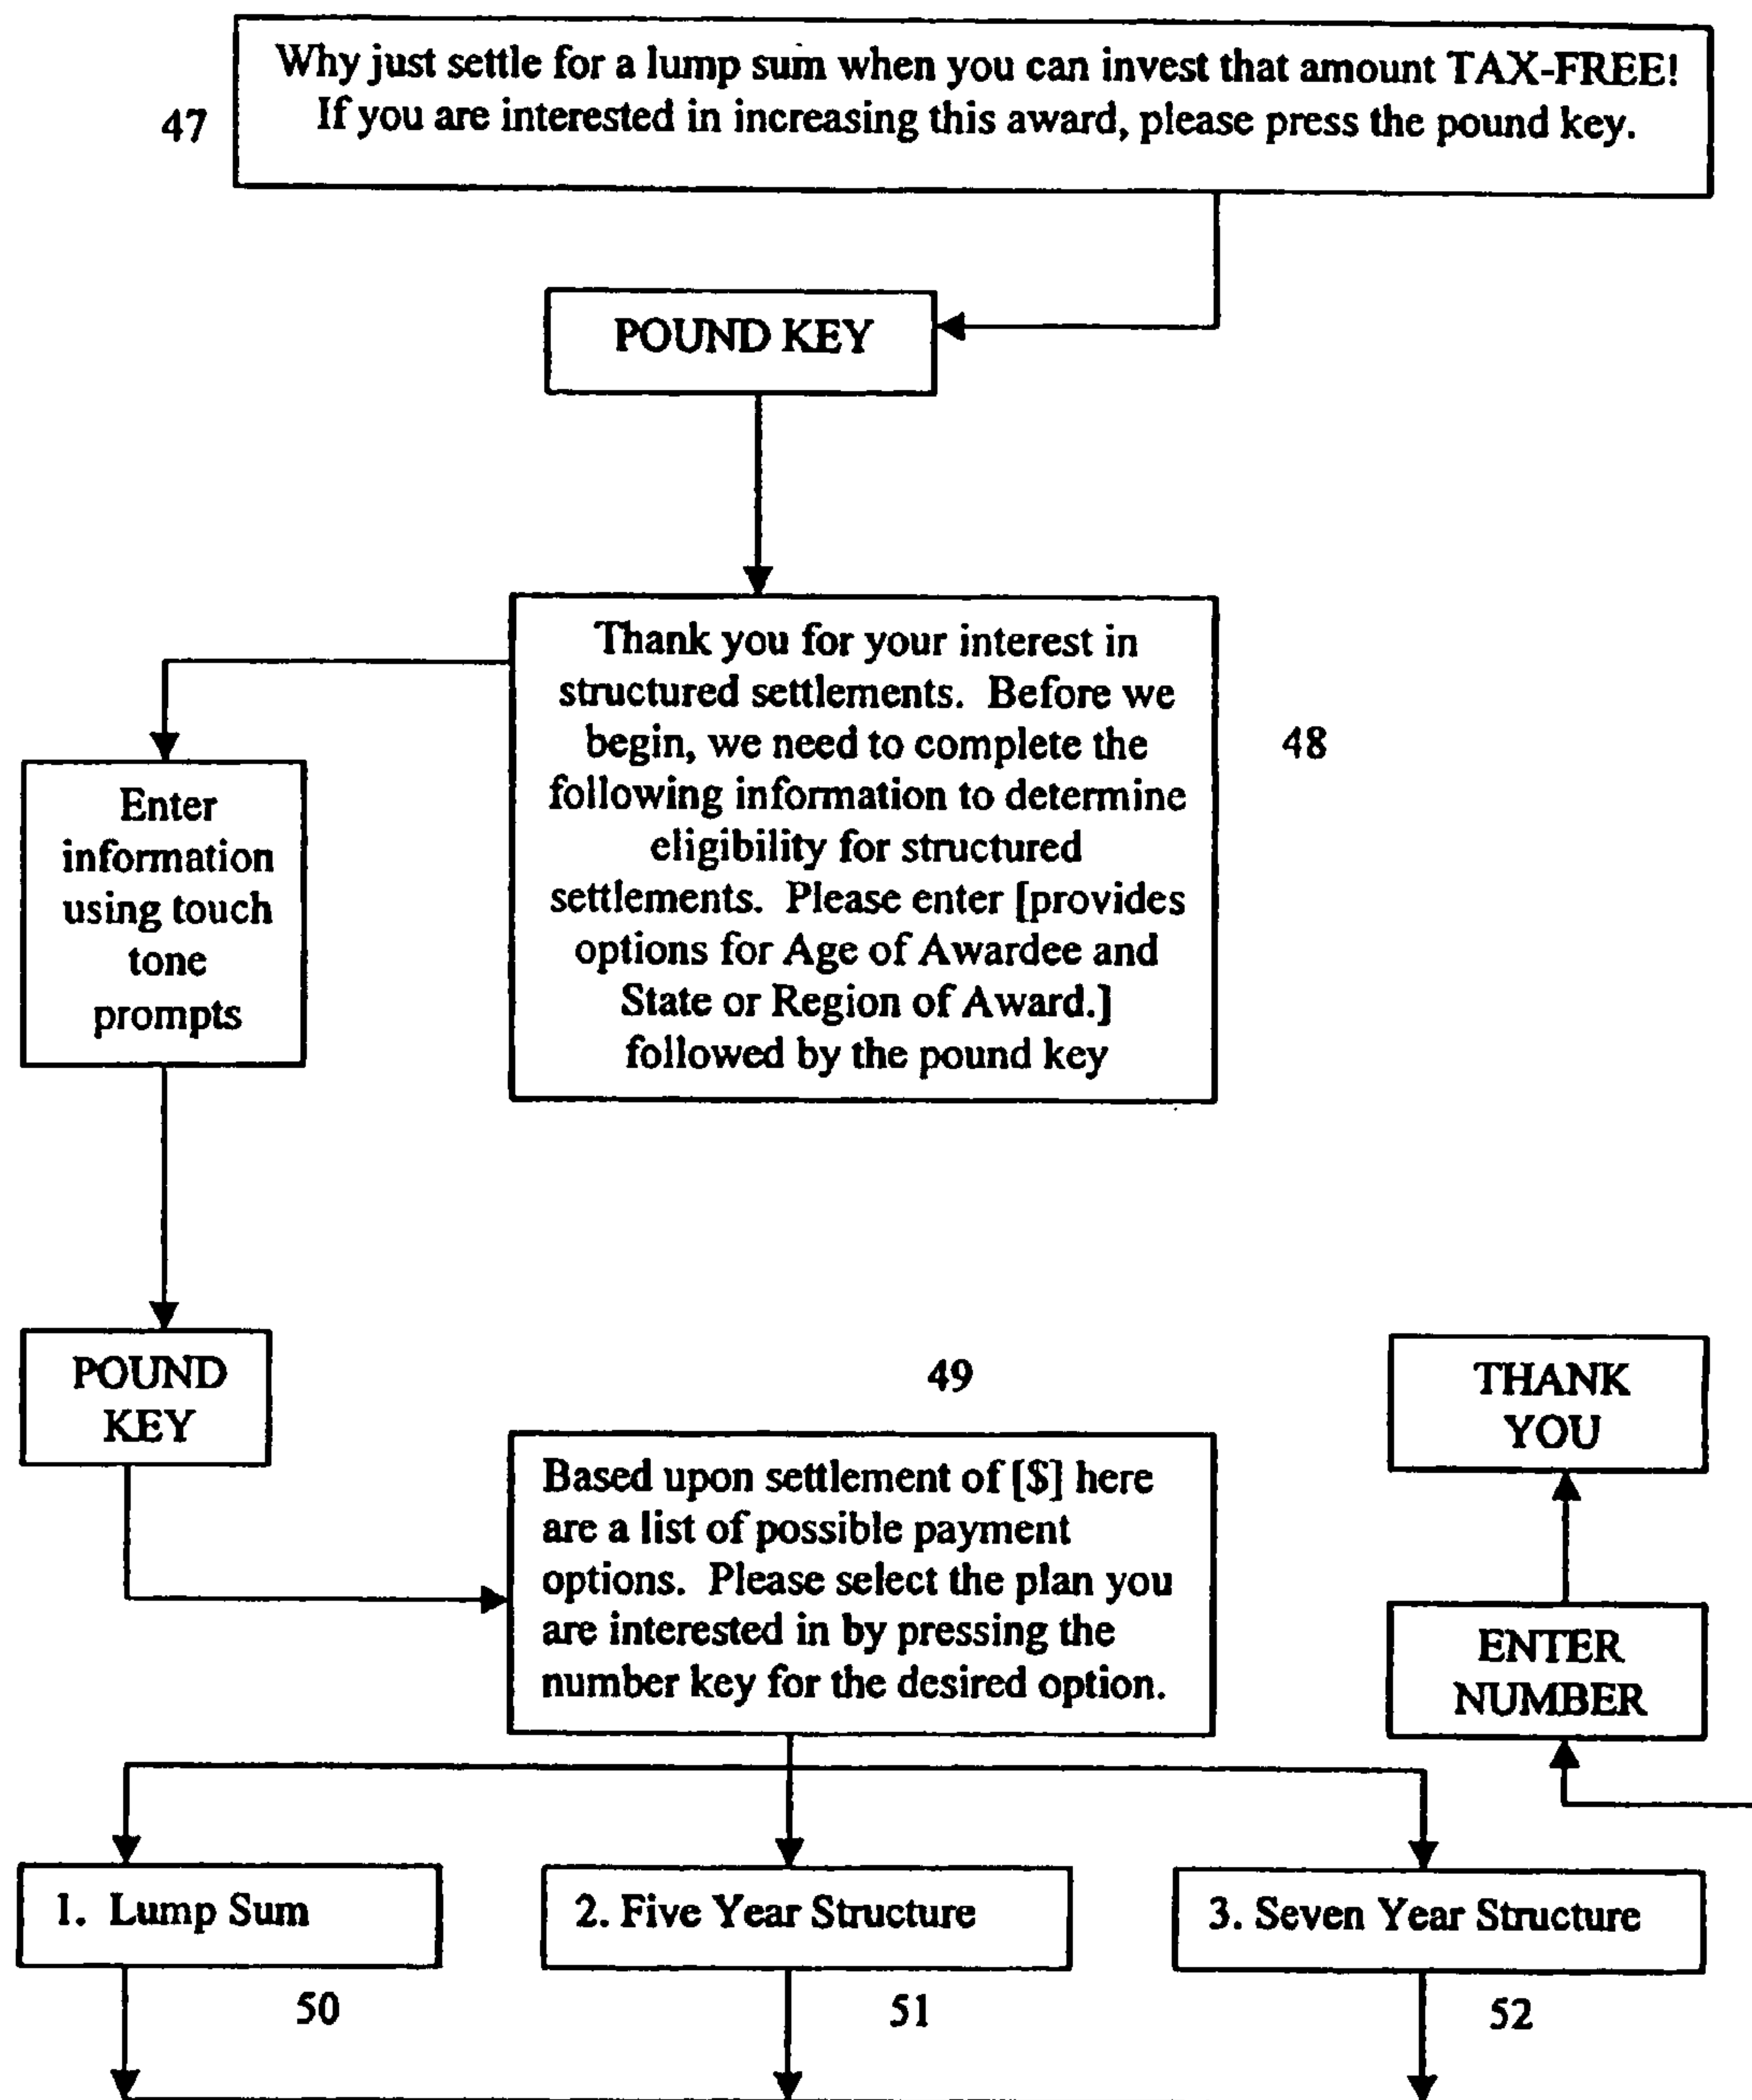 Why just settle for a lump sum when you can invest that amount TAX-FREE!
If you are interested in increasing this award, please press the pound key.
47
POUND KEY
Thank you for your interest in
structured settlements. Before we
begin, we need to complete the
following information to determine
eligibility for structured
settlements. Please enter [provides
options for Age of Awardee and
State or Region of Award.]
followed by the pound key
48
Enter
information
using touch
tone
prompts
POUND
KEY
49
Based upon settlement of [$] here
are a list of possible payment
options. Please select the plan you
are interested in by pressing the
number key for the desired option.
THANK
YOU
ENTER
NUMBER
1. Lump Sum
2. Five Year Structure
3. Seven Year Structure
50
51
52